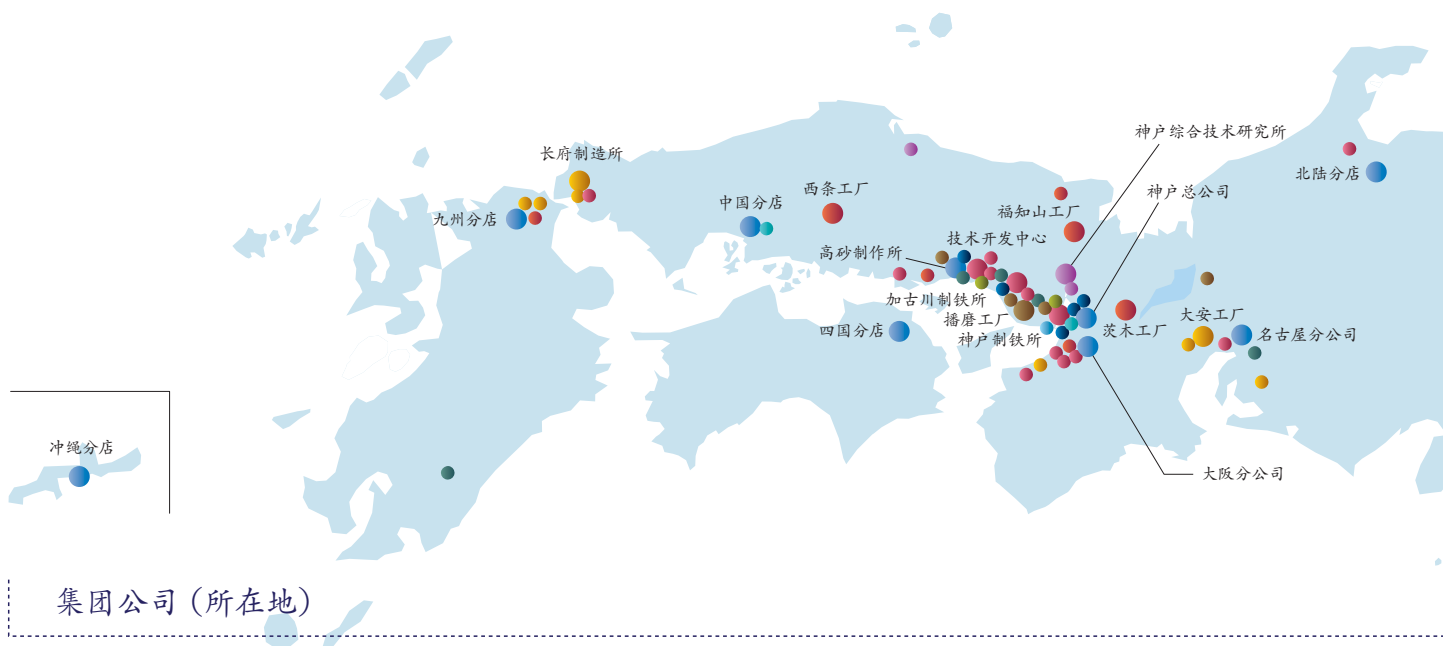 神户综合技术研究所
长府制造所
北陆分店
西条工厂
神户总公司
中国分店
福知山工厂
九州分店
技术开发中心
高砂制作所
加古川制铁所
大安工厂
播磨工厂
四国分店
茨木工厂
名古屋分公司
神户制铁所
冲绳分店
大阪分公司
集团公司（所在地）